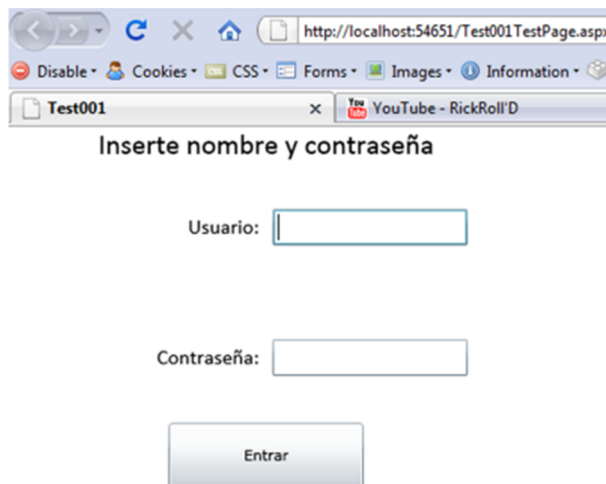 http://localhost:54651/Test001TestPage.aspx
Disable Cookies CSS Forms Images Information
Test001 YouTube - RickRoll'D
Inserte nombre y contraseña
Usuario:
Contraseña:
Entrar